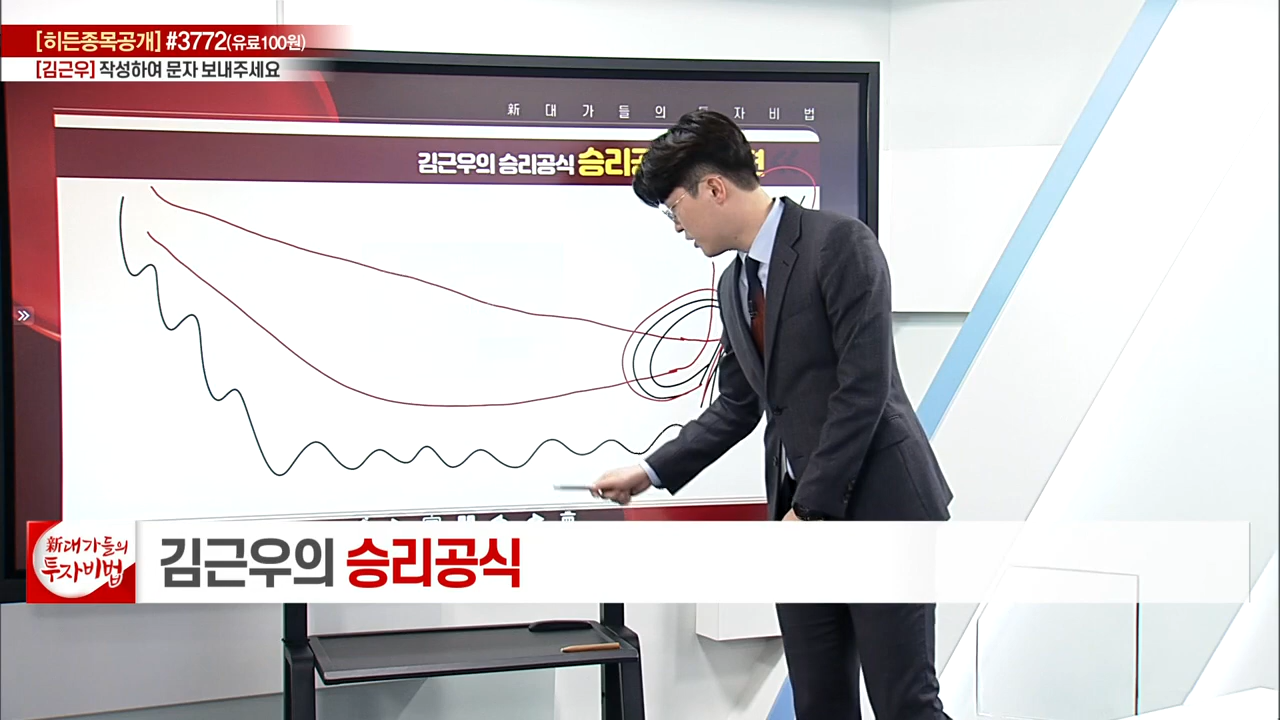 [히든종목공개] #3772(유료100원)
[김근우] 작성하여 문자 보내주세요
新 대 가 들 의 자 비 법
김근우의 승리공식 승리
新대가들의
투자비법
김근우의 승리공식